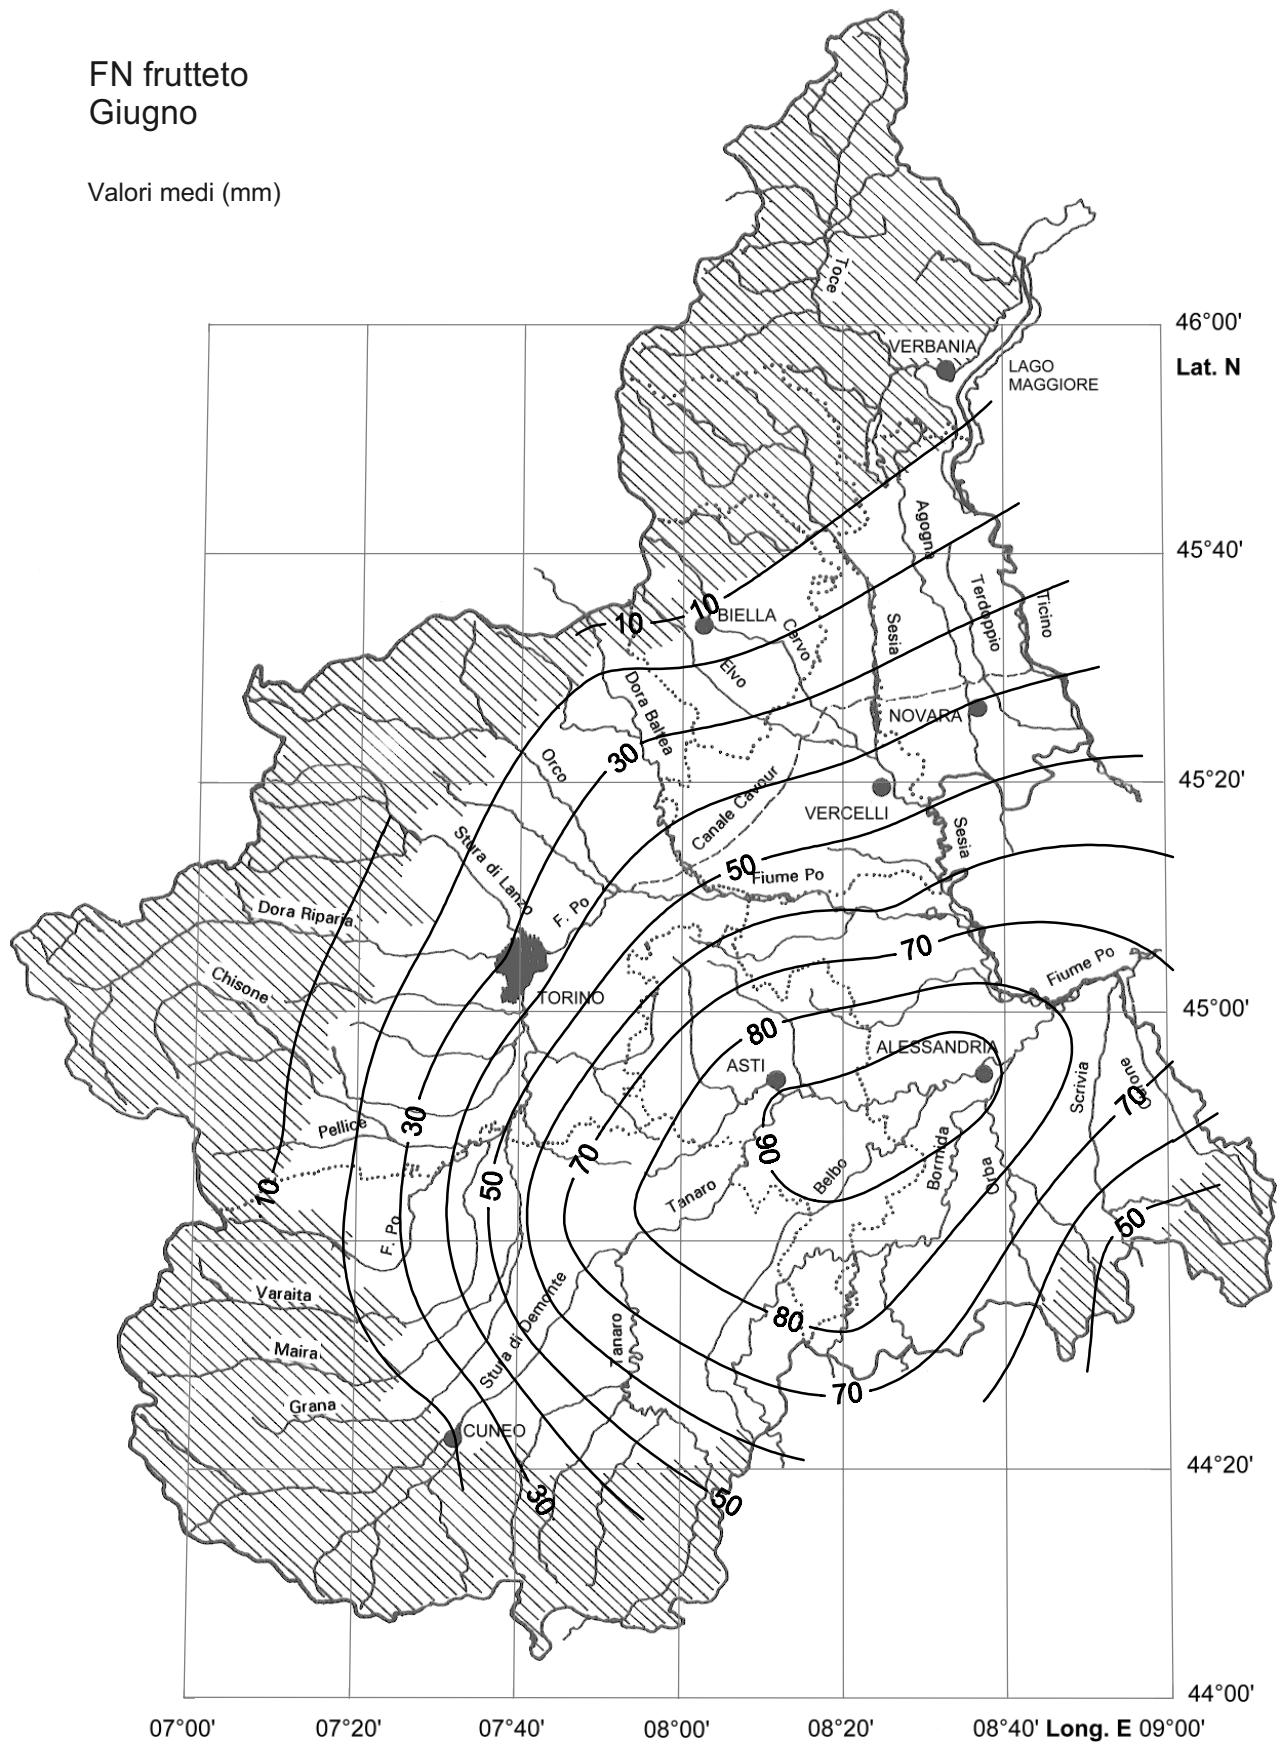 FN frutteto
Giugno
Valori medi (mm)
Toce
46°00'
VERBANIA
Lat. N
LAGO
MAGGIORE
Agogna
45°40'
Terdoppio
Ticino
10
10
BIELLA
Cervo
Sesia
Elvo
Dora Baltea
NOVARA
30
Orco
45°20'
Canale Cavour
VERCELLI
Stura di Lanzo
Sesia
50
Fiume Po
Dora Riparia
F. Po
70
Fiume Po
Chisone
TORINO
45°00'
80
ALESSANDRIA
ASTI
Scrivia
Curone
70
30
Pellice
90
70
Bormida
Belbo
Orba
10
50
Tanaro
50
F. Po
Varaita
Stura di Demonte
80
Tanaro
Maira
70
Grana
CUNEO
44°20'
30
50
44°00'
07°00'
07°20'
07°40'
08°00'
08°20'
08°40'
Long. E
09°00'